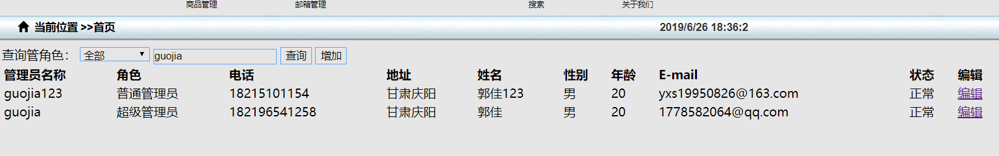 商品管理 邮箱管理 搜索 关于我们
当前位置 >>首页 2019/6/26 18:36:2
查询管角色： 全部 guojia 查询 增加
管理员名称 角色 电话 地址 姓名 性别 年龄 E-mail 状态 编辑
guojia123 普通管理员 18215101154 甘肃庆阳 郭佳123 男 20 yxs19950826@163.com 正常 编辑
guojia 超级管理员 182196541258 甘肃庆阳 郭佳 男 20 1778582064@qq.com 正常 编辑